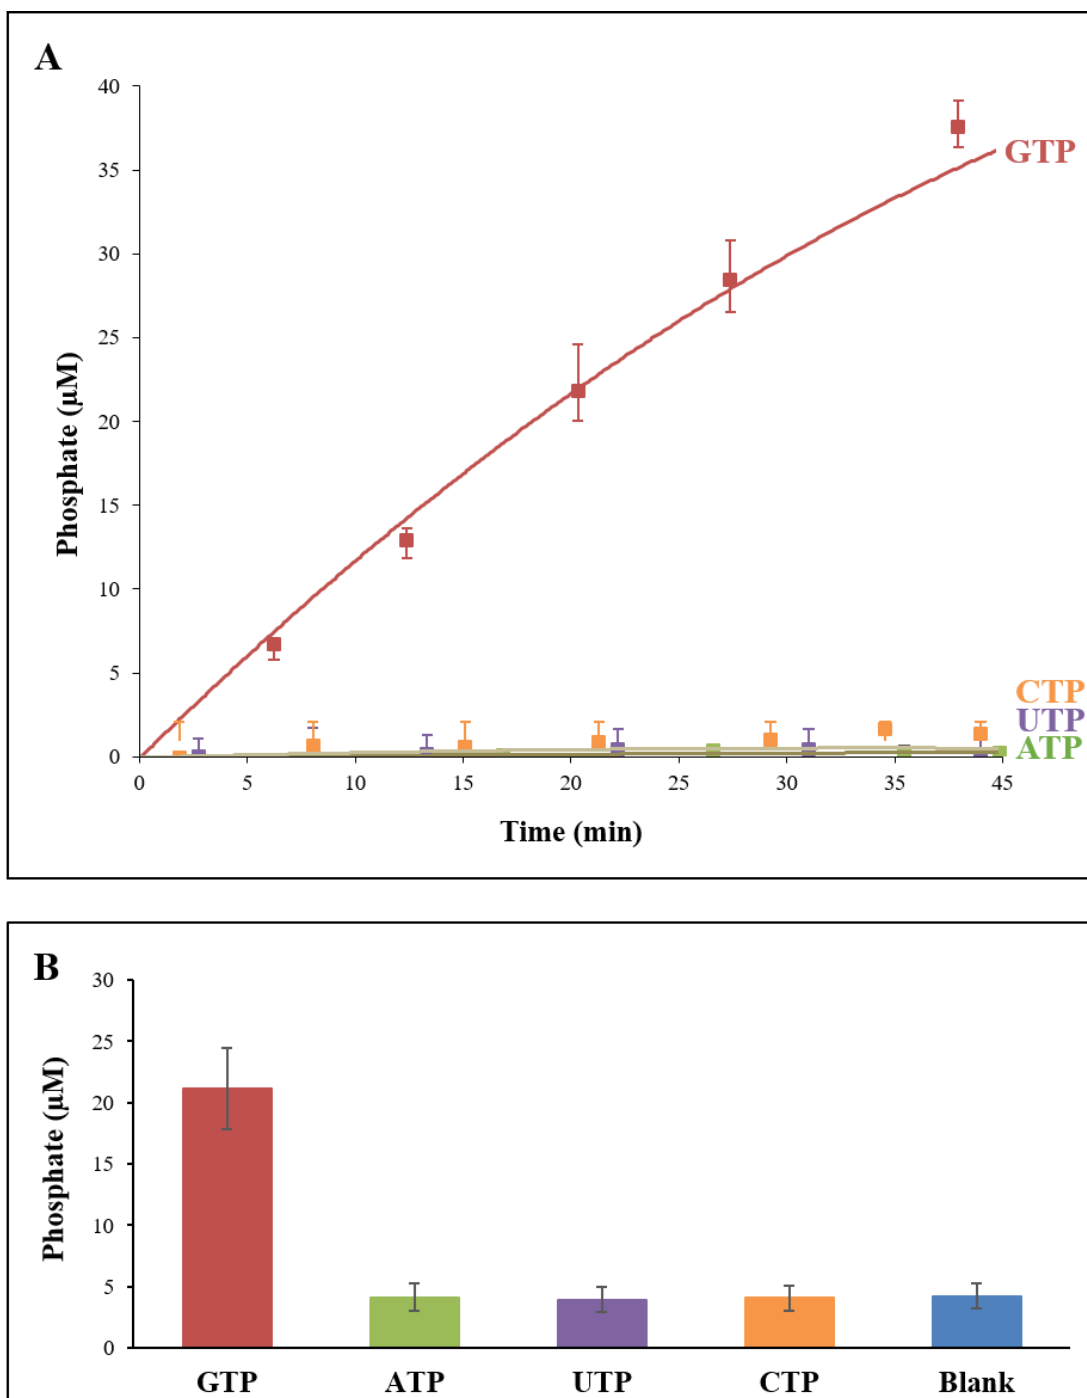 A
40
35
30
25
20
15
10
5
0
Phosphate (µM)
GTP
CTP
UTP
ATP
0 5 10 15 20 25 30 35 40 45
Time (min)
B
30
25
20
15
10
5
0
Phosphate (µM)
GTP ATP UTP CTP Blank